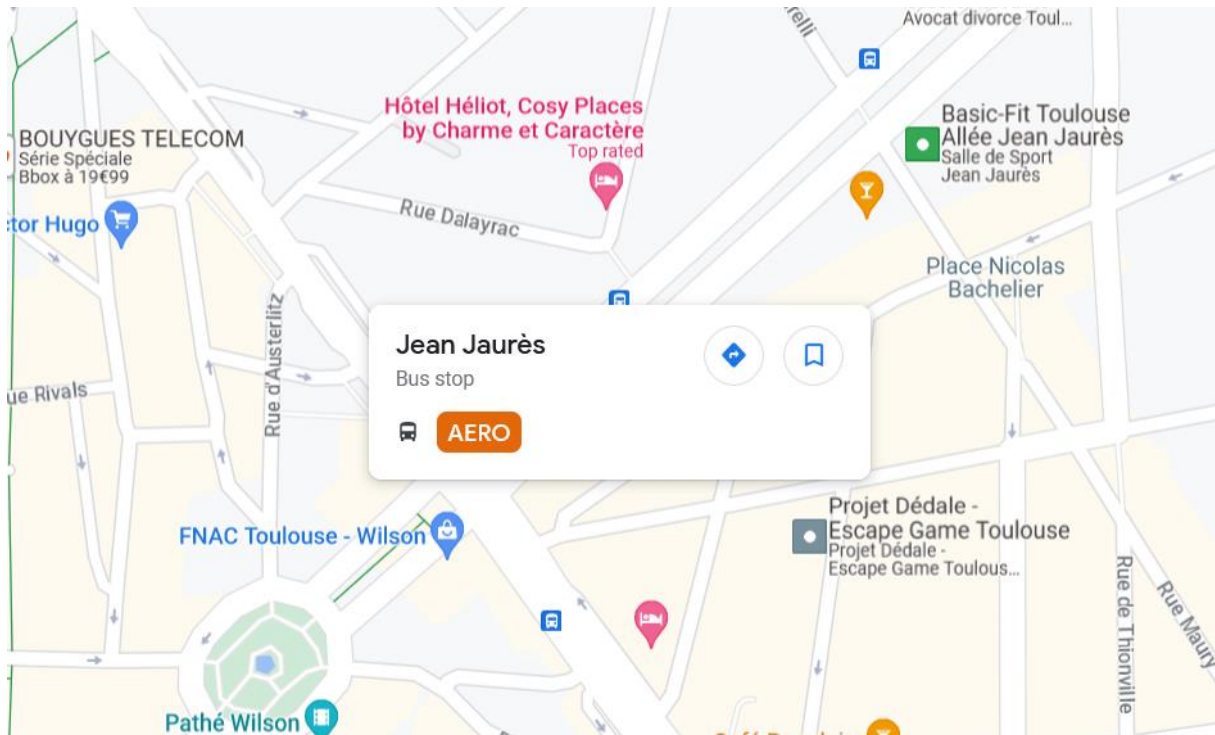 Avocat divorce Toul...
Hôtel Héliot, Cosy Places
by Charme et Caractère
Top rated
Basic-Fit Toulouse
Allée Jean Jaurès
Salle de Sport
Jean Jaurès
BOUYGUES TELECOM
Série Spéciale
Bbox à 19€99
tor Hugo
Rue Dalayrac
Place Nicolas
Bachelier
Rue d'Austerlitz
Jean Jaurès
Bus stop
AERO
ue Rivals
Projet Dédale -
Escape Game Toulouse
Projet Dédale -
Escape Game Toulous...
FNAC Toulouse - Wilson
Rue de Thionville
Rue Maury
Pathé Wilson